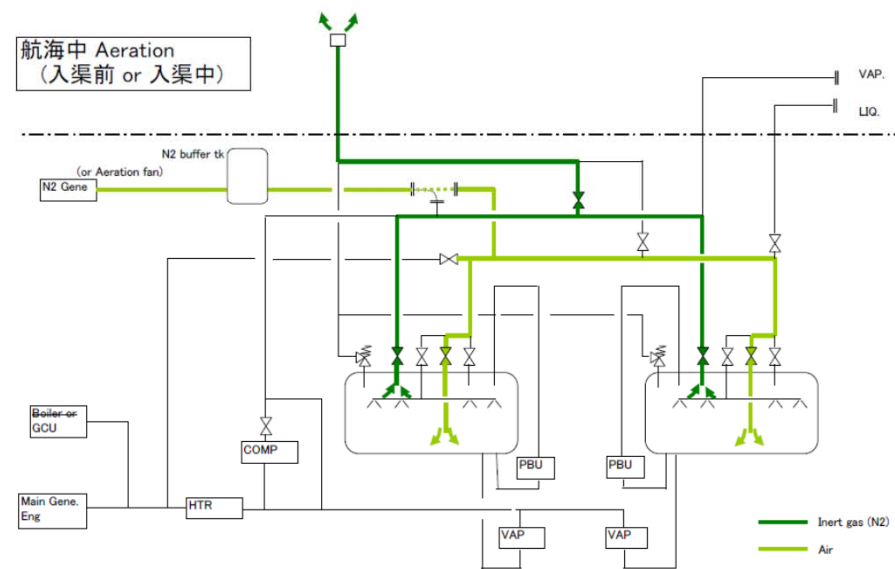 航海中 Aeration
（入渠前 or 入渠中）
VAP.
LIQ.
N2 buffer tk
(or Aeration fan)
N2 Gene
Boiler or
GCU
COMP
PBU
PBU
Main Gene.
Eng
HTR
VAP
VAP
Inert gas (N2)
Air